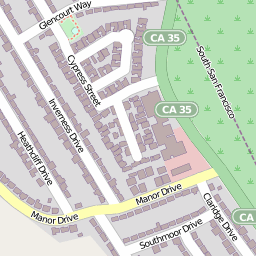 Glencourt Way
CA 35
South San Francisco
Cypress Street
CA 35
Inverness Drive
Heathcliff Drive
Manor Drive
Claridge Drive
Manor Drive
CA
Southmoor Drive